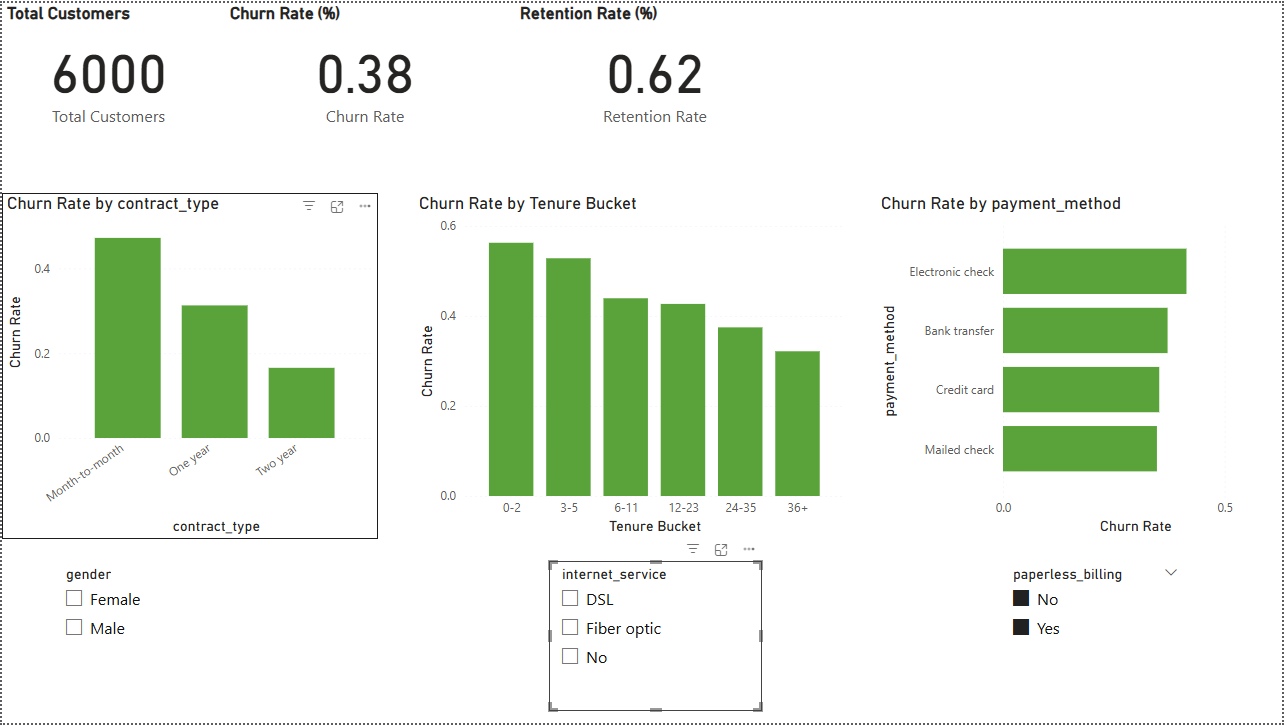 Total Customers
Churn Rate (%)
Retention Rate (%)
6000
Total Customers
0.38
Churn Rate
0.62
Retention Rate
Churn Rate by contract_type
Churn Rate
0.4
0.2
0.0
Month-to-month
One year
Two year
contract_type
Churn Rate by Tenure Bucket
Churn Rate
0.6
0.4
0.2
0.0
0-2
3-5
6-11
12-23
24-35
36+
Tenure Bucket
Churn Rate by payment_method
payment_method
Electronic check
Bank transfer
Credit card
Mailed check
0.0
0.5
Churn Rate
gender
Female
Male
internet_service
DSL
Fiber optic
No
paperless_billing
No
Yes